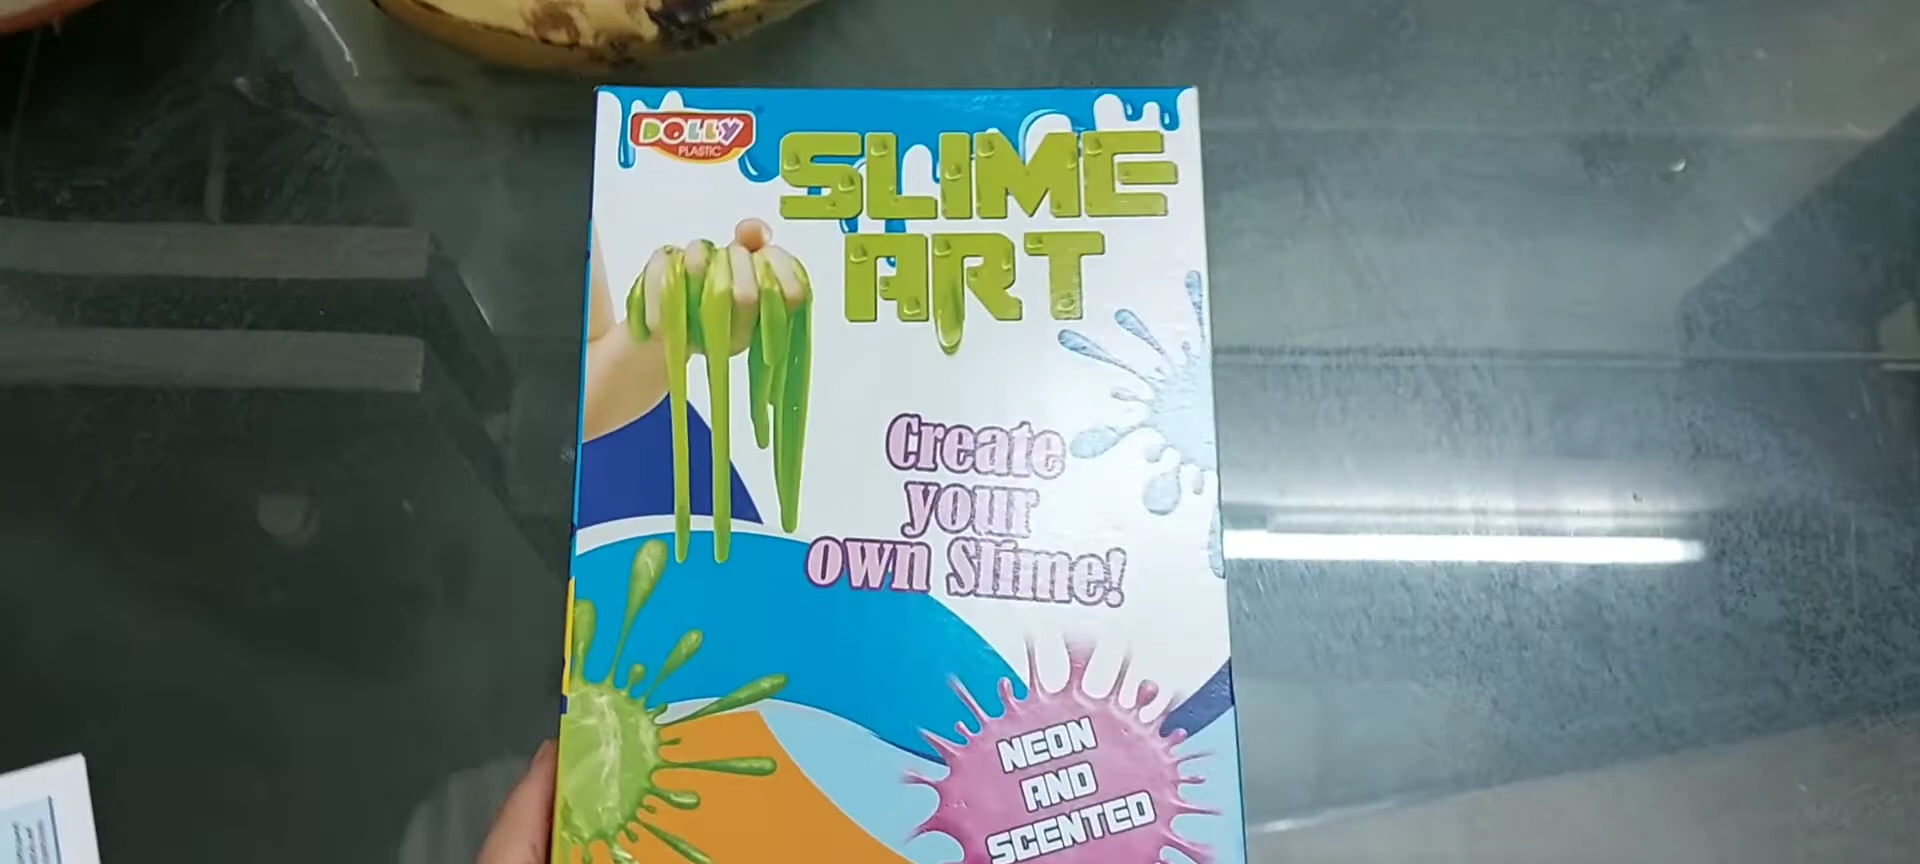 DOLLY
PLASTIC
SLIME
ART
Create
your
own Slime!
NEON
AND
SCENTED